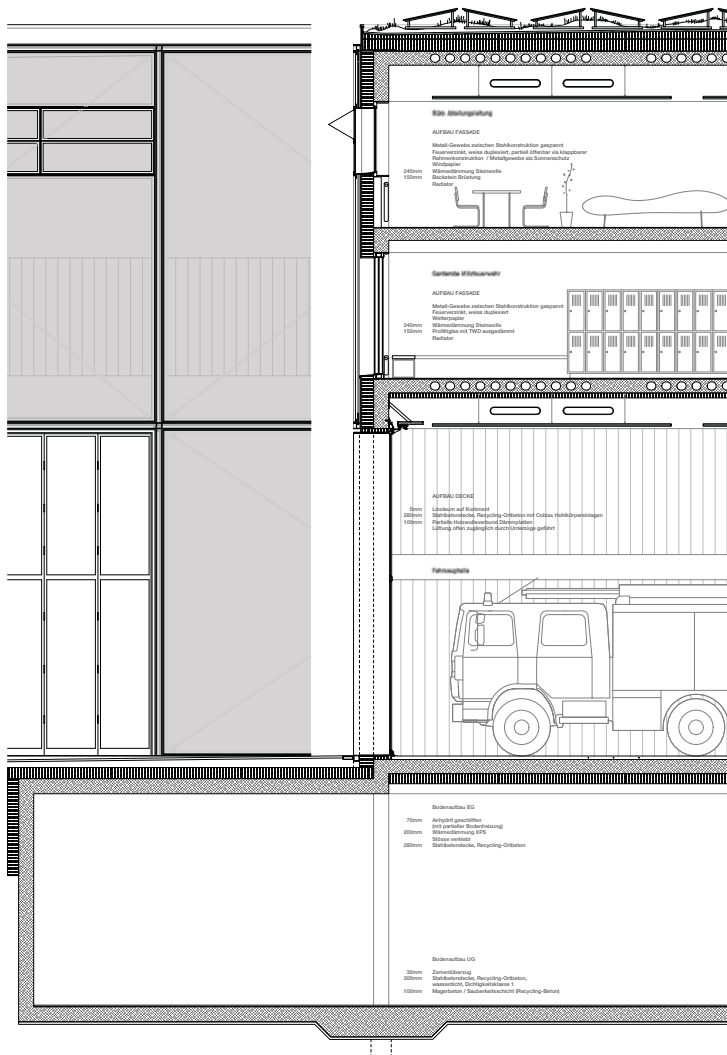 Büro Abteilungsleitung
AUFBAU FASSADE
Metall-Gewebe zwischen Stahlkonstruktion gespannt
Feuerverzinkt, weiss duplexiert, partiell öffenbar via klappbarer
Rahmenkonstruktion / Metallgewebe als Sonnenschutz
Windpapier
240mm Wärmedämmung Steinwolle
150mm Backstein Brüstung
Radiator
Garderobe Milizfeuerwehr
AUFBAU FASSADE
Metall-Gewebe zwischen Stahlkonstruktion gespannt
Feuerverzinkt, weiss duplexiert
Wetterpapier
240mm Wärmedämmung Steinwolle
150mm Profilitglas mit TWD ausgedämmt
Radiator
AUFBAU DECKE
5mm Linoleum auf Korkment
280mm Stahlbetondecke, Recycling-Ortbeton mit Cobiax Hohlkörpereinlagen
100mm Partielle Holzwolleverbund Dämmplatten
Lüftung offen zugänglich durch Unterzüge geführt
Fahrzeughalle
Bodenaufbau EG
70mm Anhydrit geschliffen
(mit partieller Bodenheizung)
200mm Wärmedämmung XPS
Stösse verklebt
280mm Stahlbetondecke, Recycling-Ortbeton
Bodenaufbau UG
30mm Zementüberzug
300mm Stahlbetondecke, Recycling-Ortbeton,
wasserdicht, Dichtigkeitsklasse 1
100mm Magerbeton / Sauberkeitsschicht (Recycling-Beton)